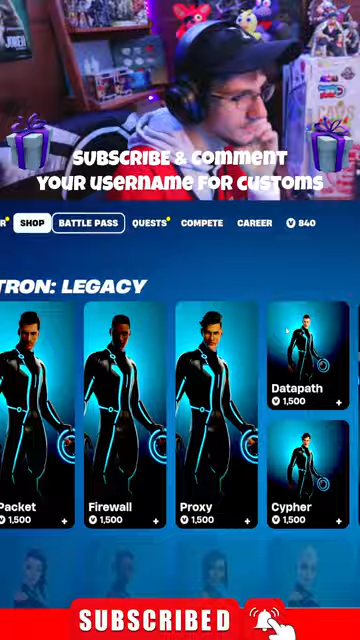 SUBSCRIBE & COMMENT
YOUR USERNAME FOR CUSTOMS
R SHOP BATTLE PASS QUESTS COMPETE CAREER V 840
TRON: LEGACY
Packet
V 1,500 +
Firewall
V 1,500 +
Proxy
V 1,500 +
Datapath
V 1,500 +
Cypher
V 1,500 +
SUBSCRIBED